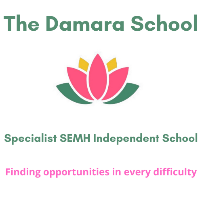 The Damara School
Specialist SEMH Independent School
Finding opportunities in every difficulty